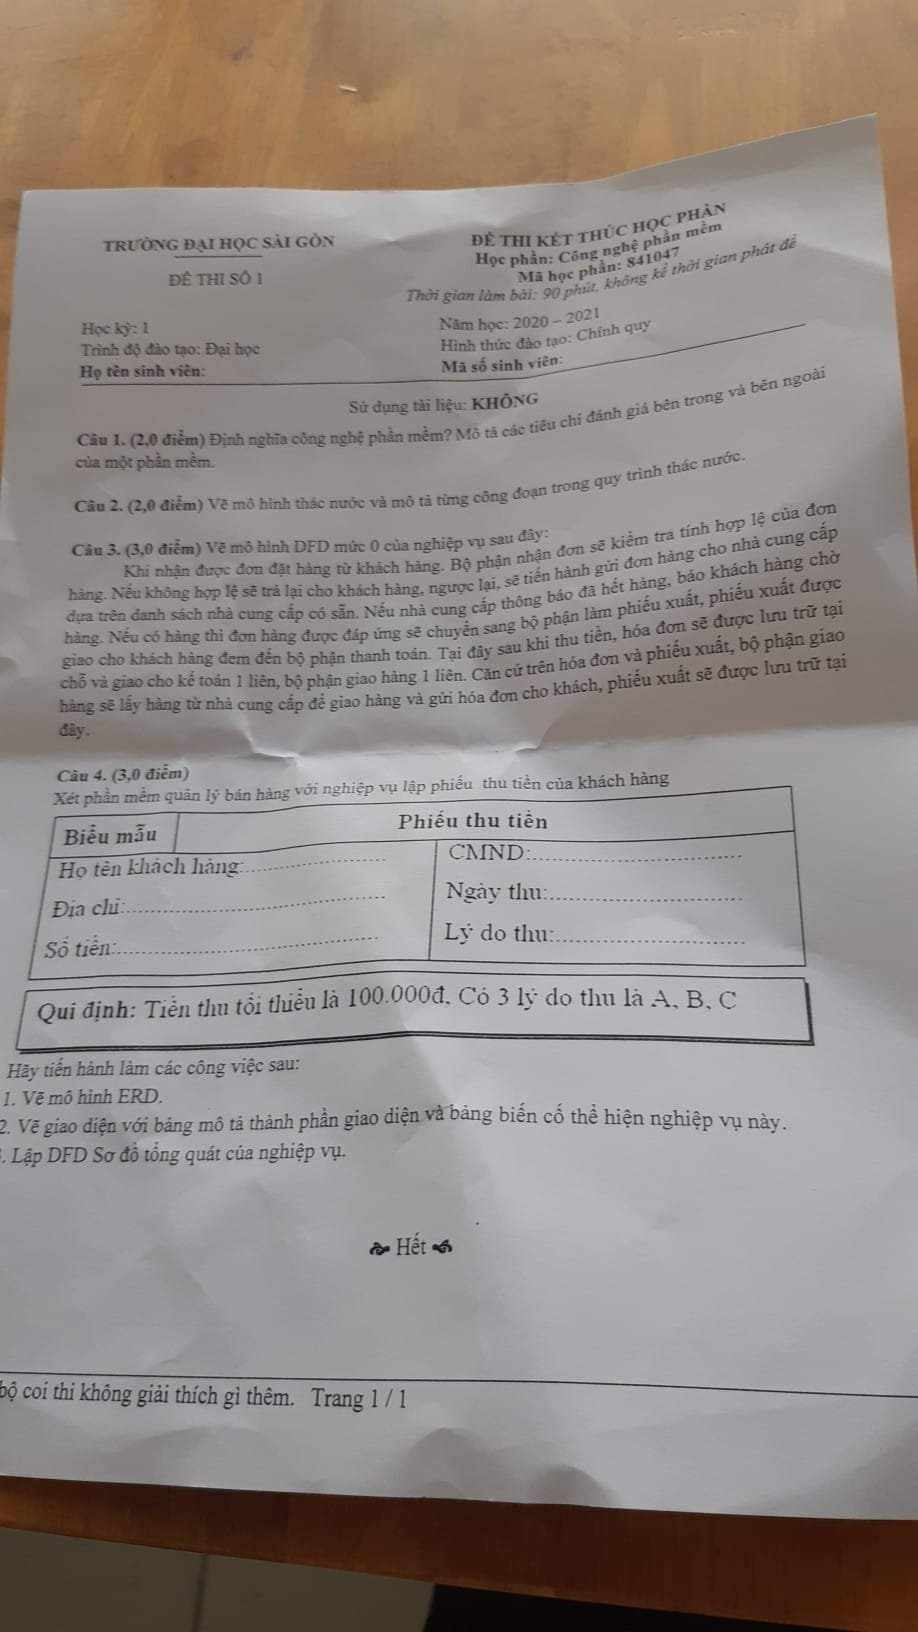 TRƯỜNG ĐẠI HỌC SÀI GÒN
ĐỀ THI SỐ 1
ĐỀ THI KẾT THÚC HỌC PHẦN
Học phần: Công nghệ phần mềm
Mã học phần: 841047
Thời gian làm bài: 90 phút, không kể thời gian phát đề
Học kỳ: 1
Trình độ đào tạo: Đại học
Họ tên sinh viên:
Năm học: 2020 – 2021
Hình thức đào tạo: Chính quy
Mã số sinh viên:
Sử dụng tài liệu: KHÔNG
Câu 1. (2,0 điểm) Định nghĩa công nghệ phần mềm? Mô tả các tiêu chí đánh giá bên trong và bên ngoài
của một phần mềm.
Câu 2. (2,0 điểm) Vẽ mô hình thác nước và mô tả từng công đoạn trong quy trình thác nước.
Câu 3. (3,0 điểm) Vẽ mô hình DFD mức 0 của nghiệp vụ sau đây:
Khi nhận được đơn đặt hàng từ khách hàng. Bộ phận nhận đơn sẽ kiểm tra tính hợp lệ của đơn
hàng. Nếu không hợp lệ sẽ trả lại cho khách hàng, ngược lại, sẽ tiến hành gửi đơn hàng cho nhà cung cấp
dựa trên danh sách nhà cung cấp có sẵn. Nếu nhà cung cấp thông báo đã hết hàng, báo khách hàng chờ
hàng. Nếu có hàng thì đơn hàng được đáp ứng sẽ chuyển sang bộ phận làm phiếu xuất, phiếu xuất được
giao cho khách hàng đem đến bộ phận thanh toán. Tại đây sau khi thu tiền, hóa đơn sẽ được lưu trữ tại
chỗ và giao cho kế toán 1 liên, bộ phận giao hàng 1 liên. Căn cứ trên hóa đơn và phiếu xuất, bộ phận giao
hàng sẽ lấy hàng từ nhà cung cấp để giao hàng và gửi hóa đơn cho khách, phiếu xuất sẽ được lưu trữ tại
đây.
Câu 4. (3,0 điểm)
Xét phần mềm quản lý bán hàng với nghiệp vụ lập phiếu thu tiền của khách hàng
Biểu mẫu
Phiếu thu tiền
Họ tên khách hàng:
CMND:
Địa chỉ:
Ngày thu:
Số tiền:
Lý do thu:
Qui định: Tiền thu tối thiểu là 100.000đ, Có 3 lý do thu là A, B, C
Hãy tiến hành làm các công việc sau:
1. Vẽ mô hình ERD.
2. Vẽ giao diện với bảng mô tả thành phần giao diện và bảng biến cố thể hiện nghiệp vụ này.
. Lập DFD Sơ đồ tổng quát của nghiệp vụ.
Hết
bộ coi thi không giải thích gì thêm. Trang 1 / 1